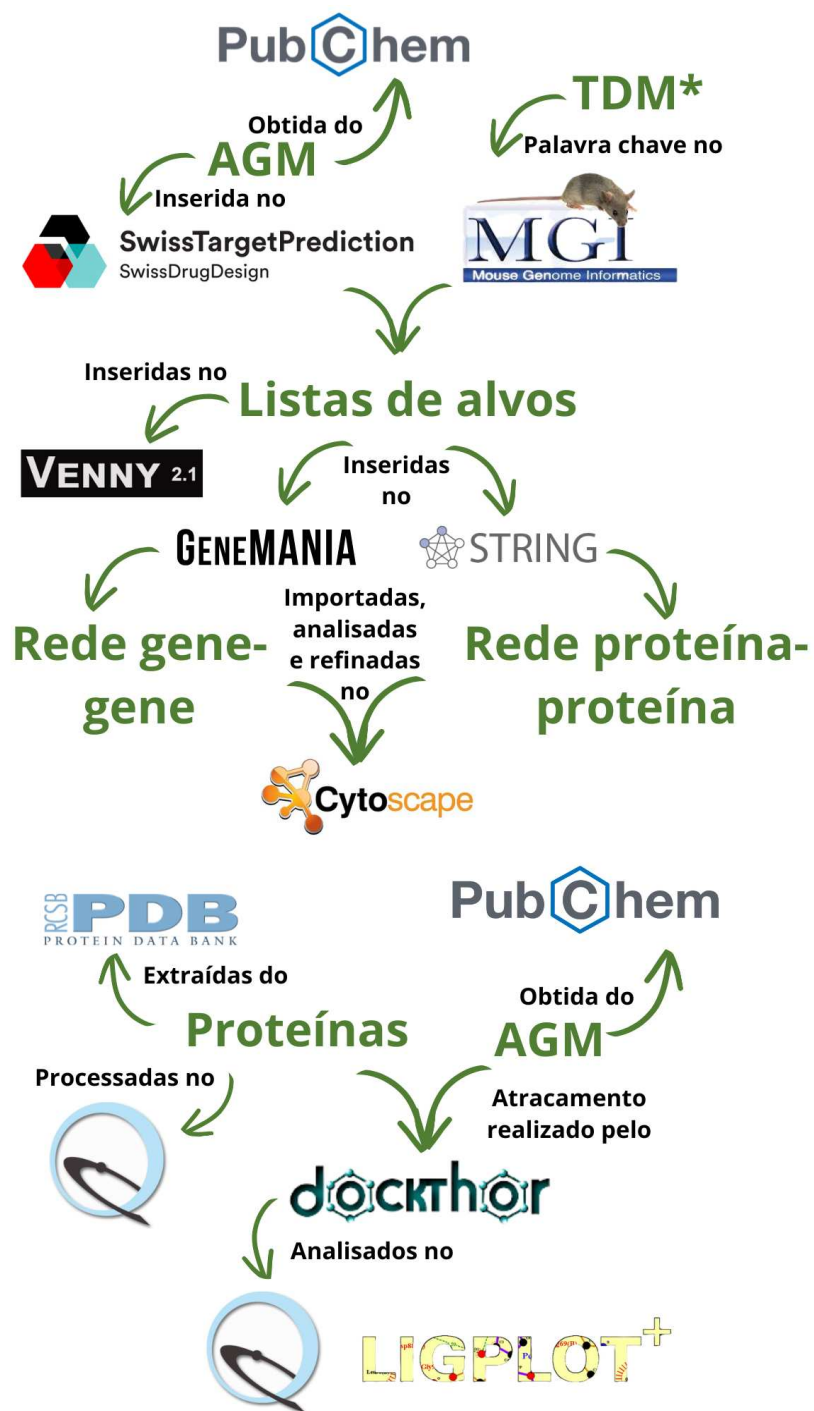 PubChem
TDM*
Obtida do
AGM
Palavra chave no
Inserida no
SwissTargetPrediction
SwissDrugDesign
MGI
Mouse Genome Informatics
Inseridas no
Listas de alvos
VENNY 2.1
Inseridas
no
GENEMANIA
STRING
Importadas,
analisadas
e refinadas
no
Rede gene-
gene
Rede proteína-
proteína
Cytoscape
RCSB
PDB
PROTEIN DATA BANK
PubChem
Extraídas do
Obtida do
Proteínas
AGM
Processadas no
Atracamento
realizado pelo
dockthor
Analisados no
LIGPLOT+